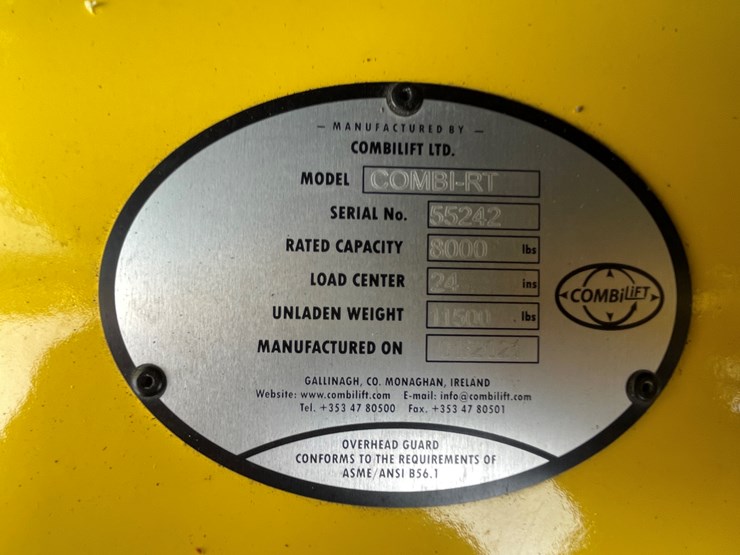 — MANUFACTURED BY —
COMBILIFT LTD.
MODEL COMBI-RT
SERIAL No. 55242
RATED CAPACITY 8000 lbs
LOAD CENTER 24 ins
UNLADEN WEIGHT 11500 lbs
MANUFACTURED ON
COMBiLiFT
GALLINAGH, CO. MONAGHAN, IRELAND
Website: www.combilift.com E-mail: info@combilift.com
Tel. +353 47 80500 Fax. +353 47 80501
OVERHEAD GUARD
CONFORMS TO THE REQUIREMENTS OF
ASME/ANSI B56.1